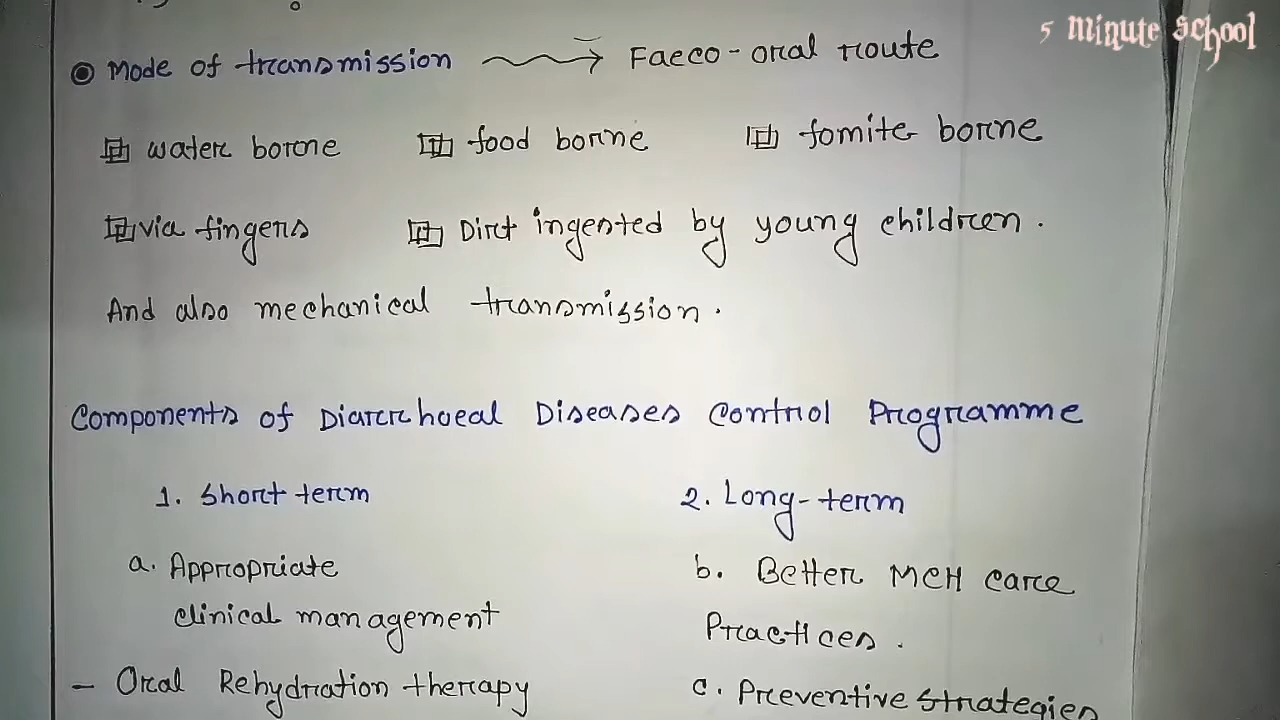 5 Minute School
Mode of transmission → Faeco-oral route
water borne food borne fomite borne
via fingers Dirt ingested by young children.
And also mechanical transmission.
Components of Diarrhoeal Diseases Control Programme
1. Short term 2. Long-term
a. Appropriate b. Better MCH care
clinical management Practices.
- Oral Rehydration therapy c. Preventive Strategies